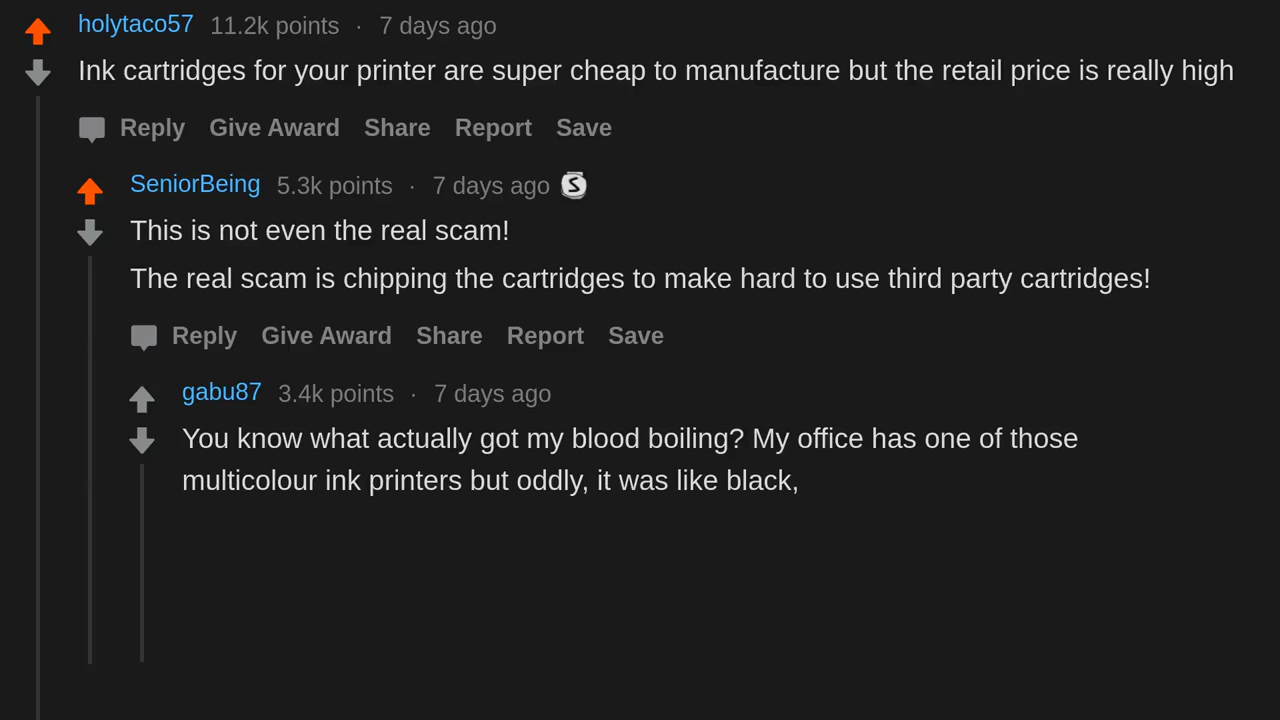 holytaco57 11.2k points · 7 days ago
Ink cartridges for your printer are super cheap to manufacture but the retail price is really high
Reply Give Award Share Report Save
SeniorBeing 5.3k points · 7 days ago S
This is not even the real scam!
The real scam is chipping the cartridges to make hard to use third party cartridges!
Reply Give Award Share Report Save
gabu87 3.4k points · 7 days ago
You know what actually got my blood boiling? My office has one of those
multicolour ink printers but oddly, it was like black,